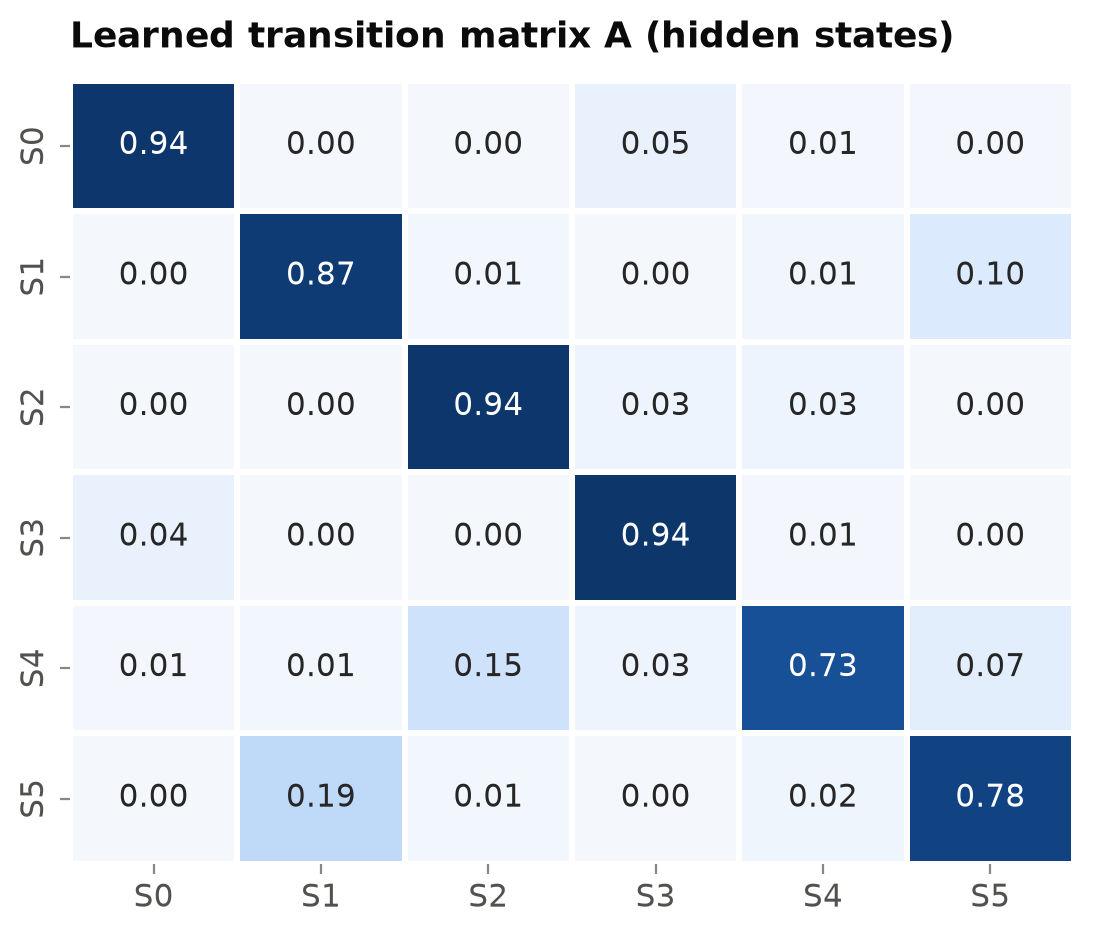 Learned transition matrix A (hidden states)
S0 0.94 0.00 0.00 0.05 0.01 0.00
S1 0.00 0.87 0.01 0.00 0.01 0.10
S2 0.00 0.00 0.94 0.03 0.03 0.00
S3 0.04 0.00 0.00 0.94 0.01 0.00
S4 0.01 0.01 0.15 0.03 0.73 0.07
S5 0.00 0.19 0.01 0.00 0.02 0.78
S0 S1 S2 S3 S4 S5